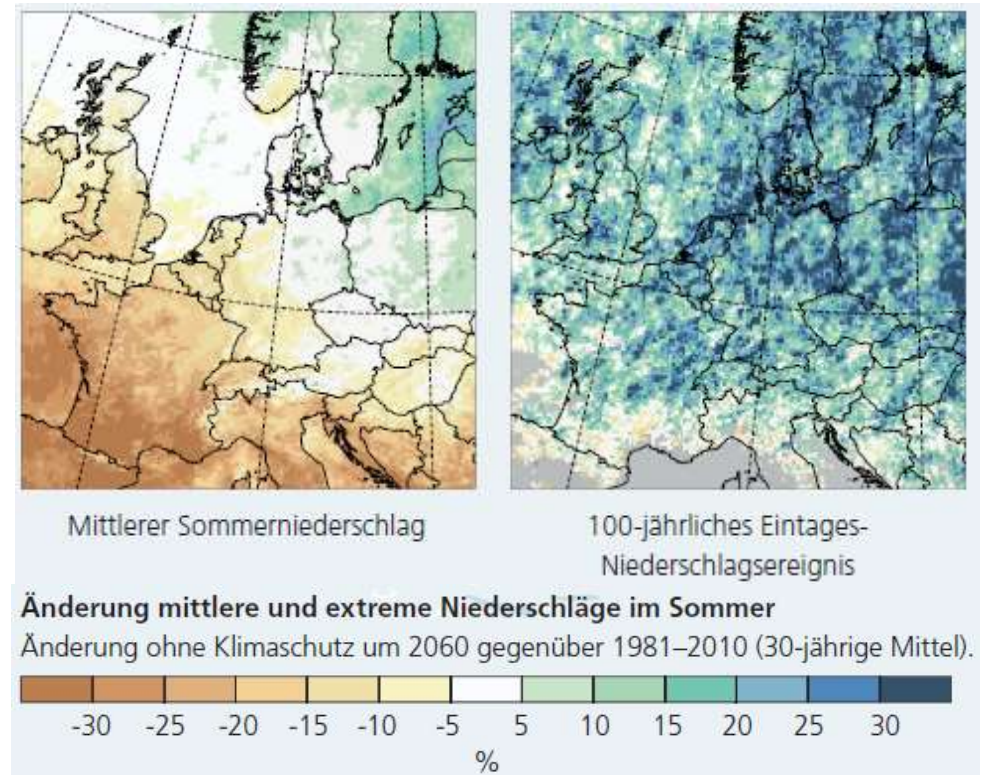 Mittlerer Sommerniederschlag
100-jährliches Eintages-
Niederschlagsereignis
Änderung mittlere und extreme Niederschläge im Sommer
Änderung ohne Klimaschutz um 2060 gegenüber 1981–2010 (30-jährige Mittel).
-30 -25 -20 -15 -10 -5 5 10 15 20 25 30
%